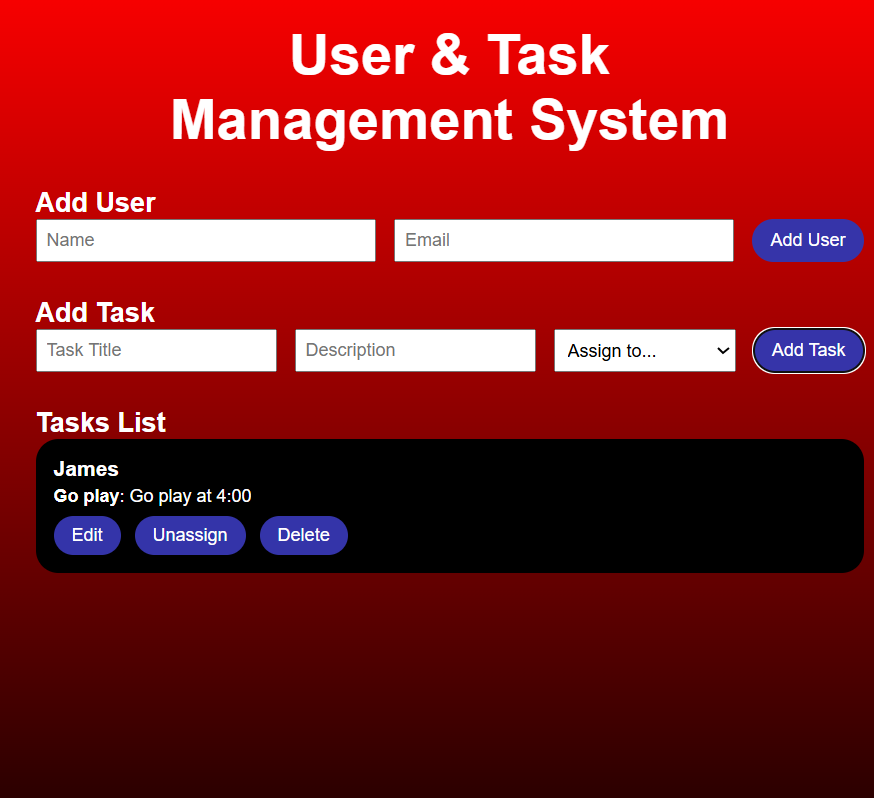 User & Task
Management System
Add User
Name Email Add User
Add Task
Task Title Description Assign to... Add Task
Tasks List
James
Go play: Go play at 4:00
Edit Unassign Delete